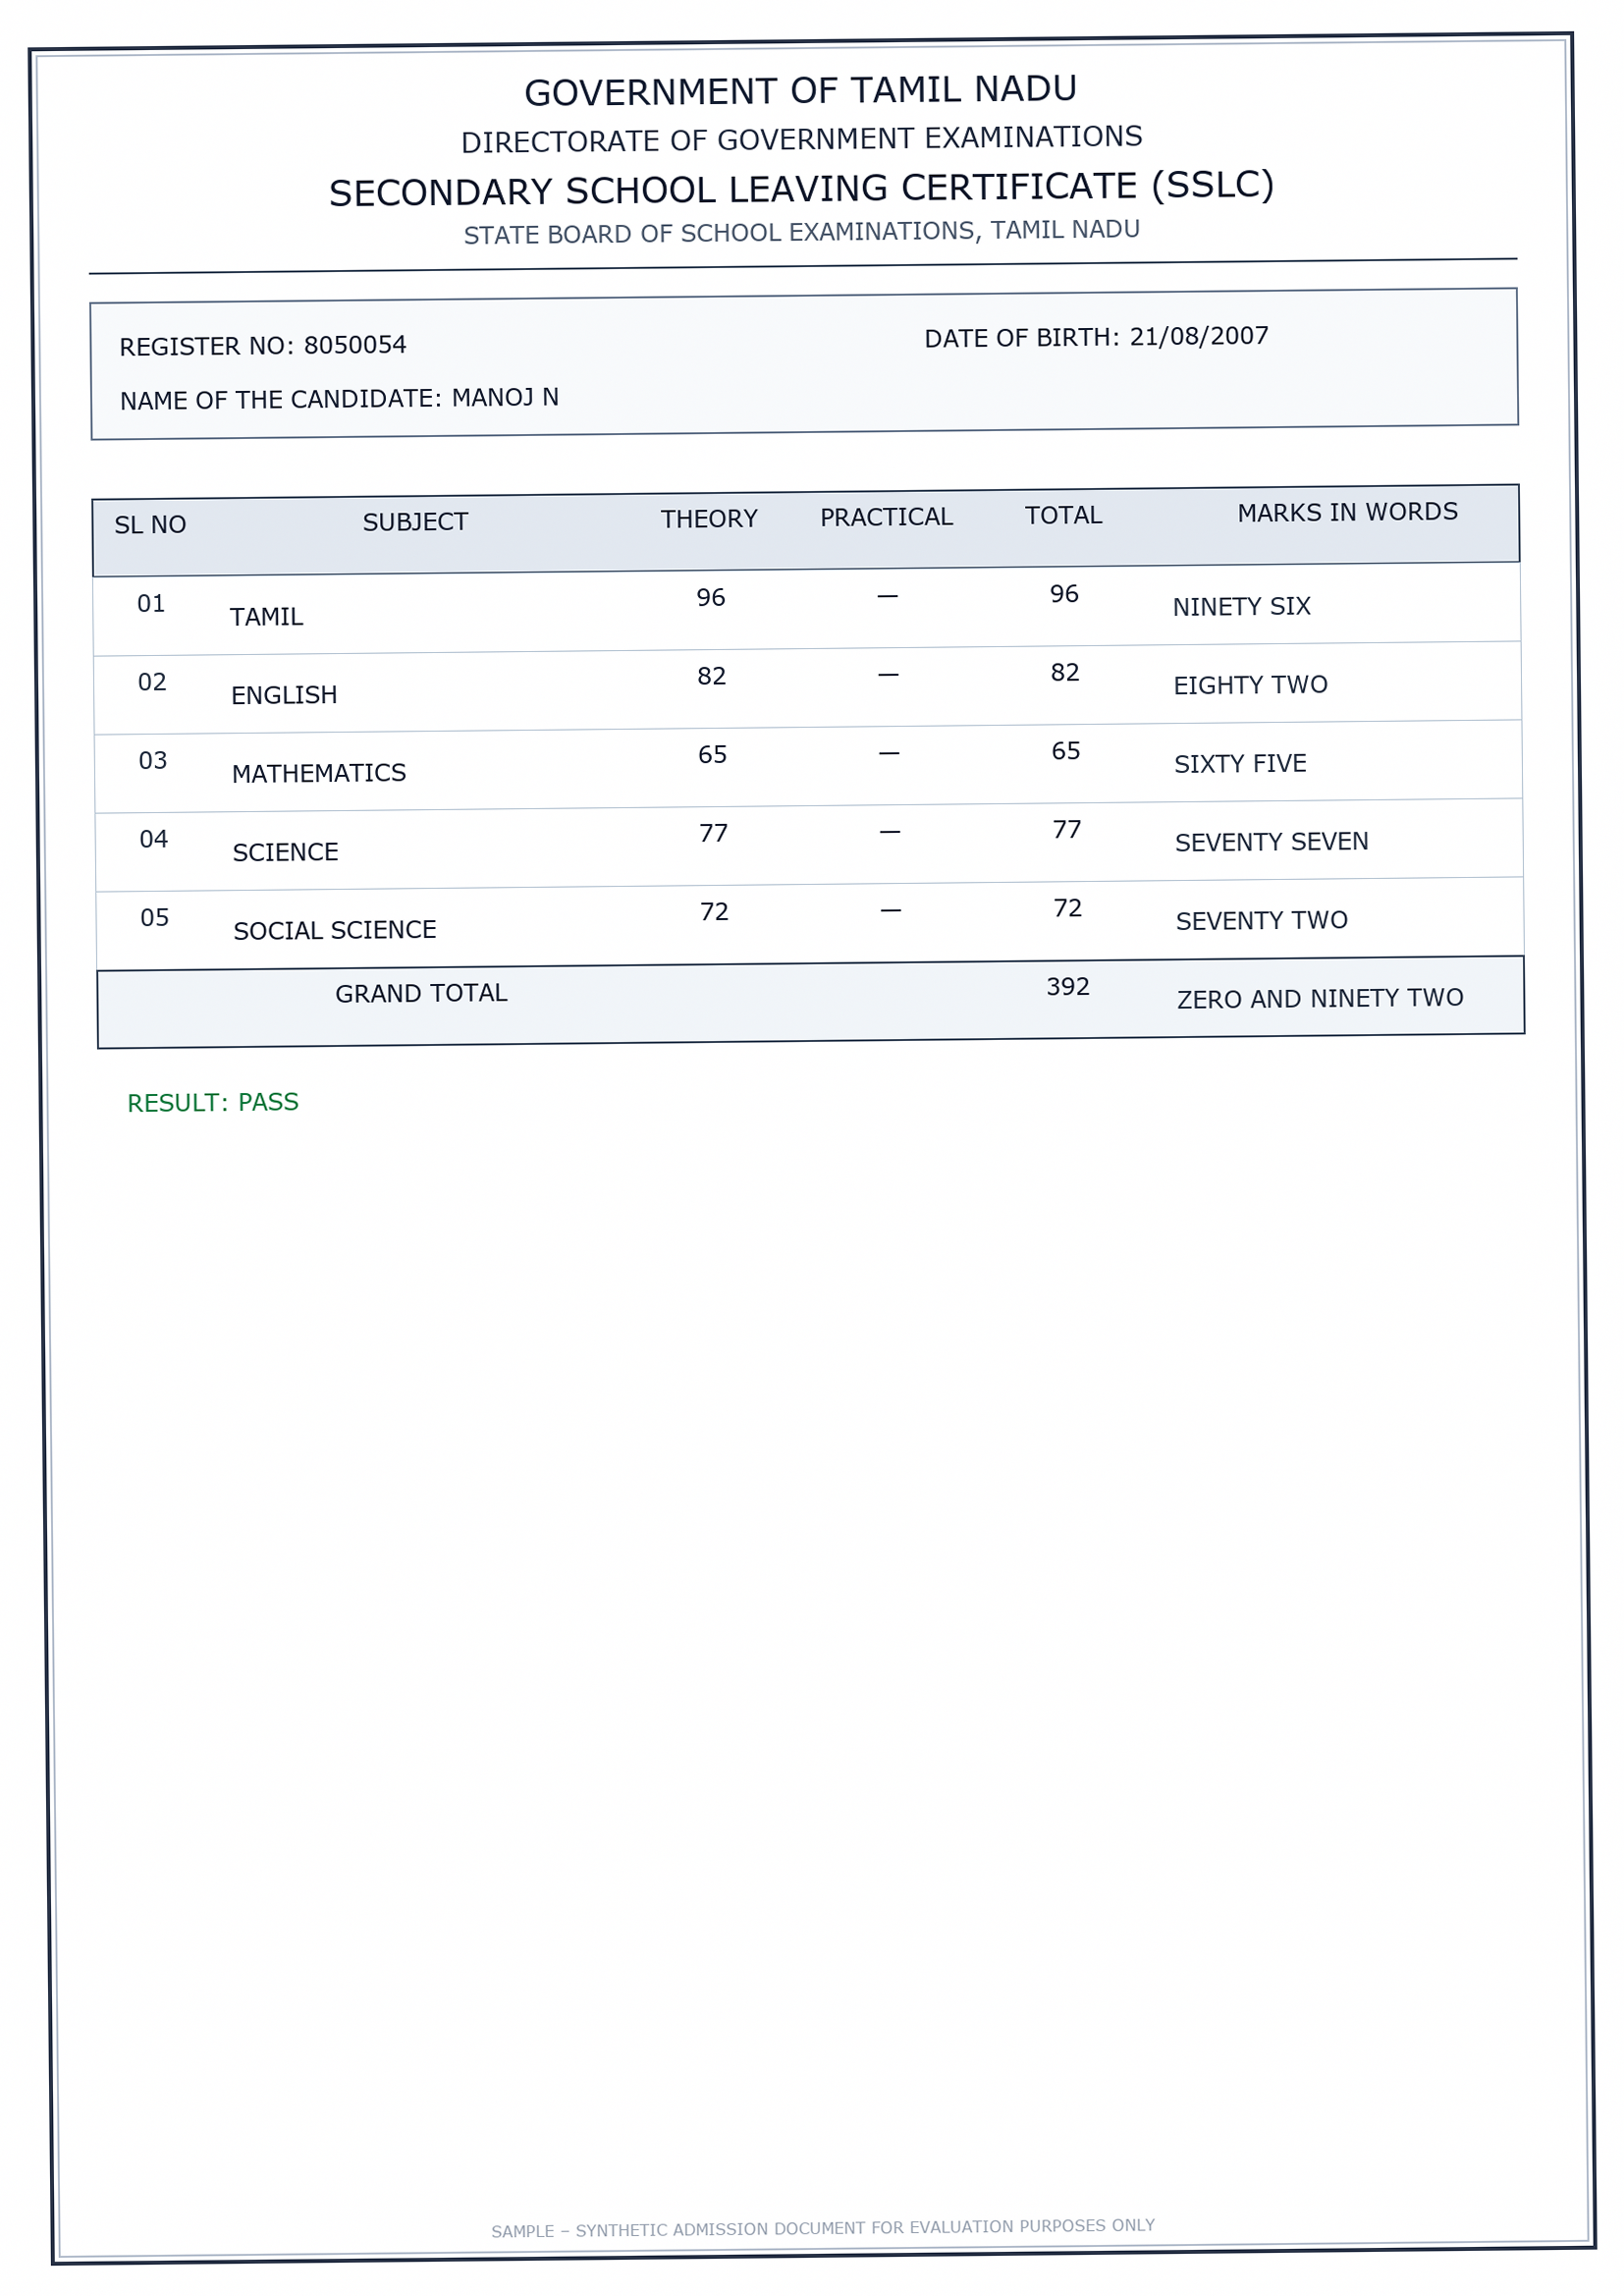 GOVERNMENT OF TAMIL NADU
DIRECTORATE OF GOVERNMENT EXAMINATIONS
SECONDARY SCHOOL LEAVING CERTIFICATE (SSLC)
STATE BOARD OF SCHOOL EXAMINATIONS, TAMIL NADU
REGISTER NO: 8050054 DATE OF BIRTH: 21/08/2007
NAME OF THE CANDIDATE: MANOJ N
SL NO SUBJECT THEORY PRACTICAL TOTAL MARKS IN WORDS
01 TAMIL 96 — 96 NINETY SIX
02 ENGLISH 82 — 82 EIGHTY TWO
03 MATHEMATICS 65 — 65 SIXTY FIVE
04 SCIENCE 77 — 77 SEVENTY SEVEN
05 SOCIAL SCIENCE 72 — 72 SEVENTY TWO
GRAND TOTAL 392 ZERO AND NINETY TWO
RESULT: PASS
SAMPLE – SYNTHETIC ADMISSION DOCUMENT FOR EVALUATION PURPOSES ONLY